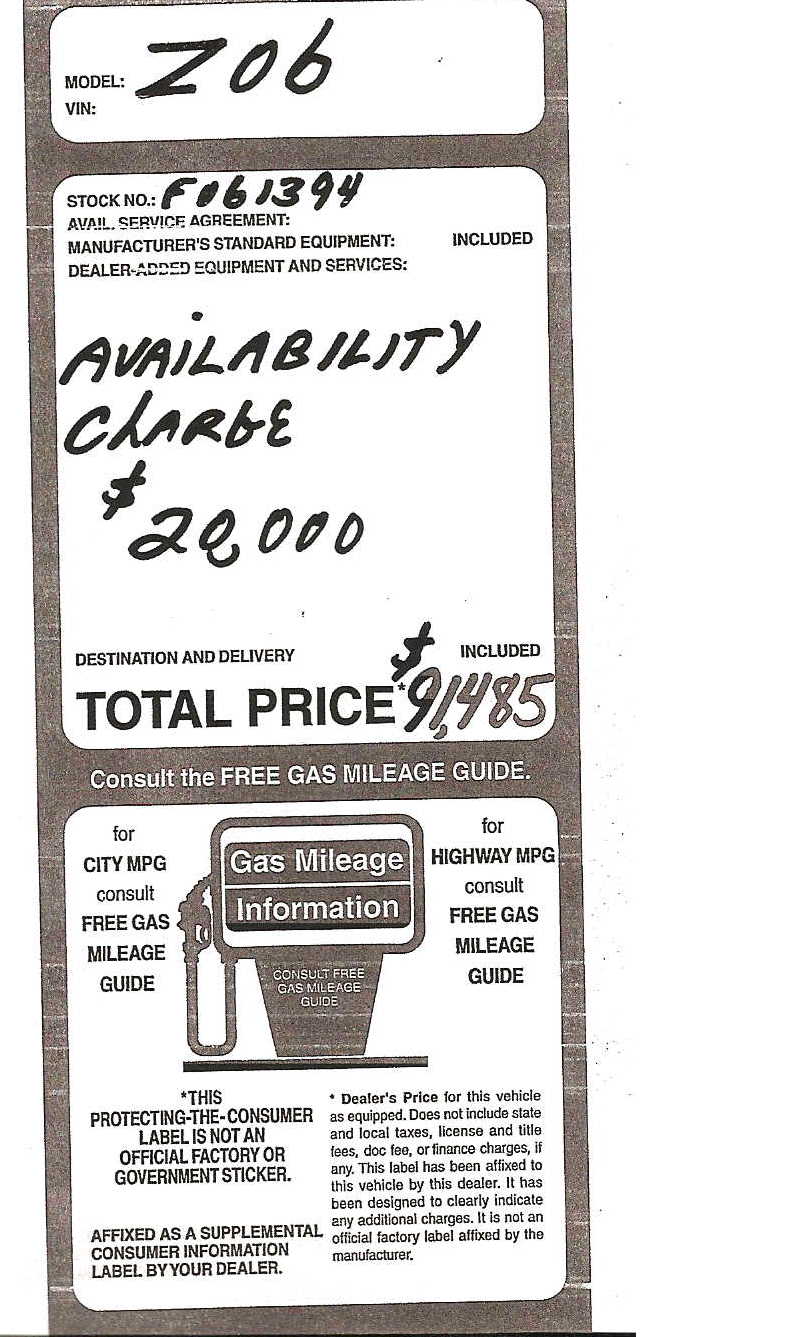 MODEL: Z06
VIN:
STOCK NO.: F061394
AVAIL. SERVICE AGREEMENT:
MANUFACTURER'S STANDARD EQUIPMENT: INCLUDED
DEALER-ADDED EQUIPMENT AND SERVICES:
AVAILABILITY
CHARGE
$
20,000
DESTINATION AND DELIVERY INCLUDED
TOTAL PRICE* $91,485
Consult the FREE GAS MILEAGE GUIDE.
for
CITY MPG
consult
FREE GAS
MILEAGE
GUIDE
Gas Mileage
Information
CONSULT FREE
GAS MILEAGE
GUIDE
for
HIGHWAY MPG
consult
FREE GAS
MILEAGE
GUIDE
*THIS
PROTECTING-THE-CONSUMER
LABEL IS NOT AN
OFFICIAL FACTORY OR
GOVERNMENT STICKER.
AFFIXED AS A SUPPLEMENTAL
CONSUMER INFORMATION
LABEL BY YOUR DEALER.
* Dealer's Price for this vehicle
as equipped. Does not include state
and local taxes, license and title
fees, doc fee, or finance charges, if
any. This label has been affixed to
this vehicle by this dealer. It has
been designed to clearly indicate
any additional charges. It is not an
official factory label affixed by the
manufacturer.